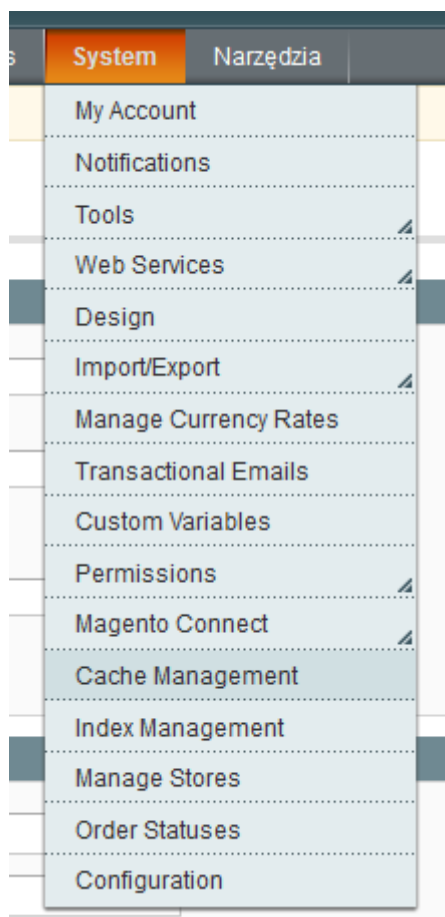 s
System
Narzędzia
My Account
Notifications
Tools
Web Services
Design
Import/Export
Manage Currency Rates
Transactional Emails
Custom Variables
Permissions
Magento Connect
Cache Management
Index Management
Manage Stores
Order Statuses
Configuration